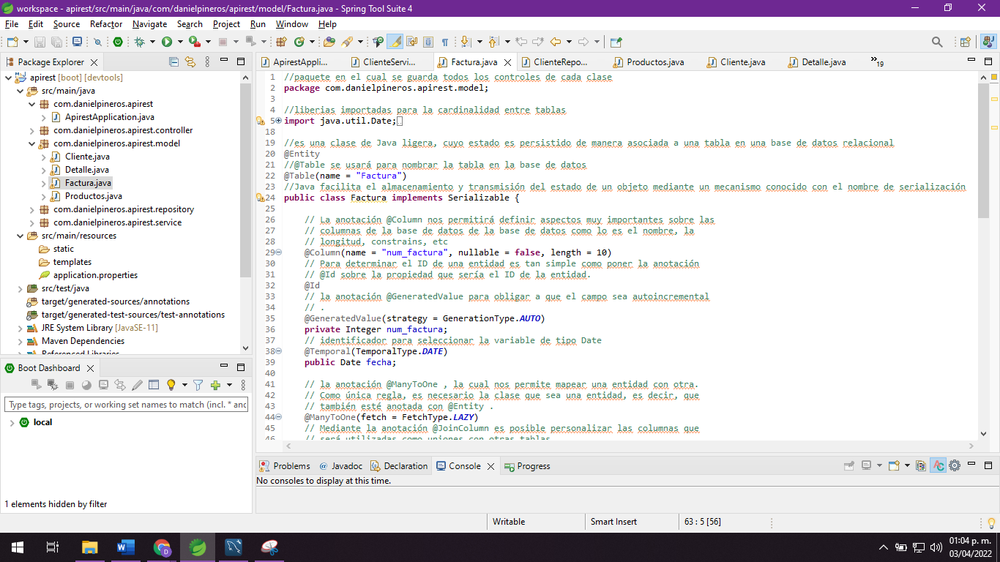 workspace - apirest/src/main/java/com/danielpineros/apirest/model/Factura.java - Spring Tool Suite 4
File Edit Source Refactor Navigate Search Project Run Window Help
Package Explorer
apirest [boot] [devtools]
src/main/java
com.danielpineros.apirest
ApirestApplication.java
com.danielpineros.apirest.controller
com.danielpineros.apirest.model
Cliente.java
Detalle.java
Factura.java
Productos.java
com.danielpineros.apirest.repository
com.danielpineros.apirest.service
src/main/resources
static
templates
application.properties
src/test/java
target/generated-sources/annotations
target/generated-test-sources/test-annotations
JRE System Library [JavaSE-11]
Maven Dependencies
Referenced Libraries
Boot Dashboard
Type tags, projects, or working set names to match (incl. * and
local
1 elements hidden by filter
ApirestAppli... ClienteServi... Factura.java ClienteRepo... Productos.java Cliente.java Detalle.java »19
1 //paquete en el cual se guarda todos los controles de cada clase
2 package com.danielpineros.apirest.model;
3
4 //liberias importadas para la cardinalidad entre tablas
5 import java.util.Date;
18
19 //es una clase de Java ligera, cuyo estado es persistido de manera asociada a una tabla en una base de datos relacional
20 @Entity
21 //@Table se usará para nombrar la tabla en la base de datos
22 @Table(name = "Factura")
23 //Java facilita el almacenamiento y transmisión del estado de un objeto mediante un mecanismo conocido con el nombre de serialización
24 public class Factura implements Serializable {
25
26 // La anotación @Column nos permitirá definir aspectos muy importantes sobre las
27 // columnas de la base de datos de la base de datos como lo es el nombre, la
28 // longitud, constrains, etc
29 @Column(name = "num_factura", nullable = false, length = 10)
30 // Para determinar el ID de una entidad es tan simple como poner la anotación
31 // @Id sobre la propiedad que sería el ID de la entidad.
32 @Id
33 // la anotación @GeneratedValue para obligar a que el campo sea autoincremental
34 // .
35 @GeneratedValue(strategy = GenerationType.AUTO)
36 private Integer num_factura;
37 // identificador para seleccionar la variable de tipo Date
38 @Temporal(TemporalType.DATE)
39 public Date fecha;
40
41 // la anotación @ManyToOne , la cual nos permite mapear una entidad con otra.
42 // Como única regla, es necesario la clase que sea una entidad, es decir, que
43 // también esté anotada con @Entity .
44 @ManyToOne(fetch = FetchType.LAZY)
45 // Mediante la anotación @JoinColumn es posible personalizar las columnas que
46 // será utilizadas como uniones con otras tablas
Problems Javadoc Declaration Console Progress
No consoles to display at this time.
Writable Smart Insert 63 : 5 [56]
01:04 p. m.
03/04/2022